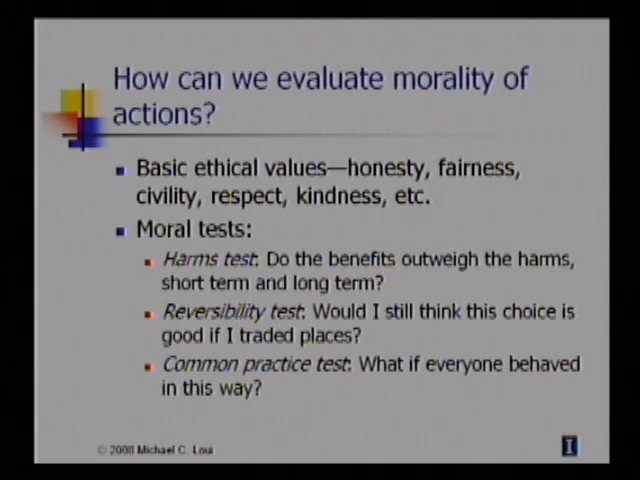 How can we evaluate morality of
actions?
Basic ethical values—honesty, fairness,
civility, respect, kindness, etc.
Moral tests:
Harms test: Do the benefits outweigh the harms,
short term and long term?
Reversibility test: Would I still think this choice is
good if I traded places?
Common practice test: What if everyone behaved
in this way?
© 2008 Michael C. Loui
I